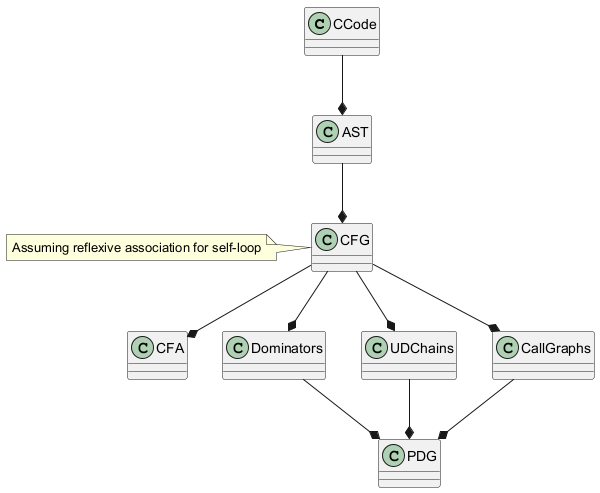 C CCode
C AST
Assuming reflexive association for self-loop
C CFG
C CFA
C Dominators
C UDChains
C CallGraphs
C PDG